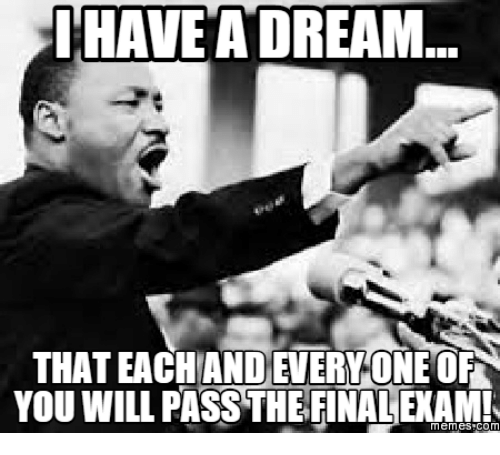 I HAVE A DREAM...
THAT EACH AND EVERY ONE OF
YOU WILL PASS THE FINAL EXAM!
memes.com